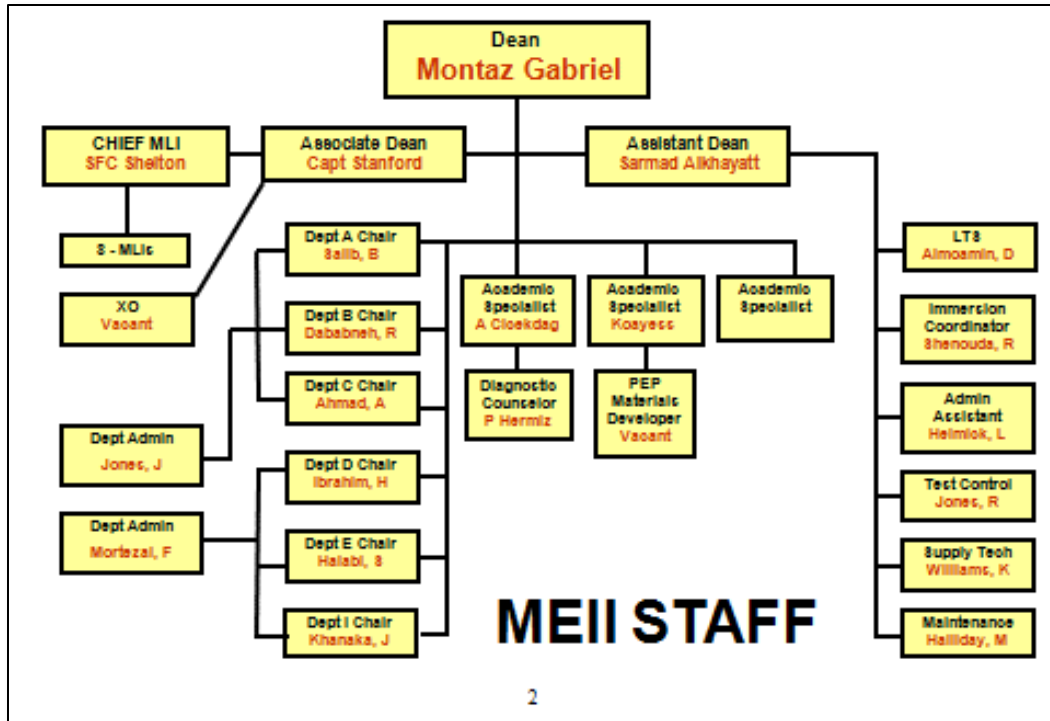 Dean
Montaz Gabriel
CHIEF MLI
SFC Shelton
Associate Dean
Capt Stanford
Assistant Dean
Sarmad Alkhayatt
8 - MLIs
XO
Vacant
Dept A Chair
Salib, B
Dept B Chair
Dababneh, R
Dept C Chair
Ahmad, A
Dept Admin
Jones, J
Dept D Chair
Ibrahim, H
Dept Admin
Mortezai, F
Dept E Chair
Halabi, S
Dept I Chair
Khanaka, J
Academic
Specialist
A Cicekdag
Academic
Specialist
Koayess
Academic
Specialist
Diagnostic
Counselor
P Hermiz
PEP
Materials
Developer
Vacant
LTS
Almoamin, D
Immersion
Coordinator
Shenouda, R
Admin
Assistant
Helmick, L
Test Control
Jones, R
Supply Tech
Williams, K
Maintenance
Halliday, M
MEII STAFF
2